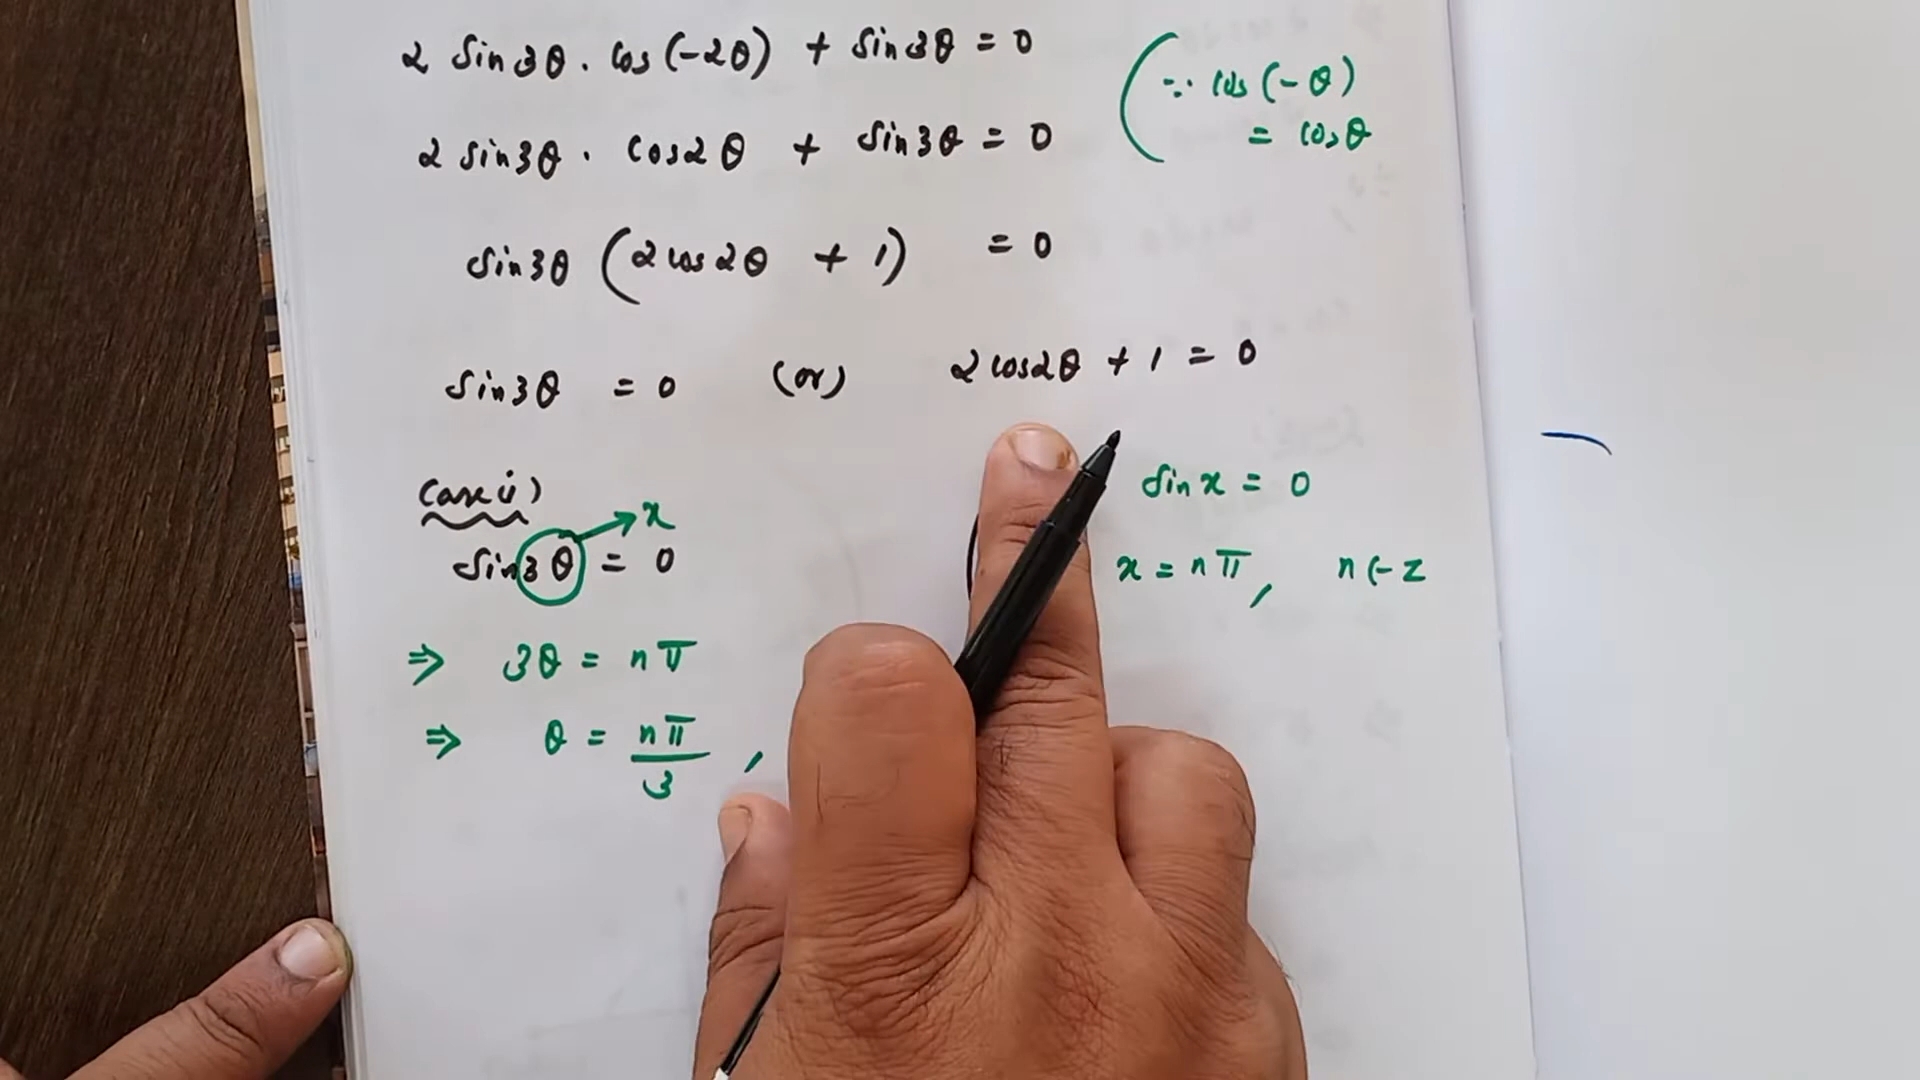 2 sin3θ . cos(-2θ) + sin3θ = 0
(∵ cos(-θ)
= cosθ
2 sin3θ . cos2θ + sin3θ = 0
sin3θ (2cos2θ + 1) = 0
sin3θ = 0 (or) 2cos2θ + 1 = 0
Case i)
x
sin3θ = 0
sin x = 0
x = nπ, n ∈ z
⇒ 3θ = nπ
⇒ θ = nπ/3 ,